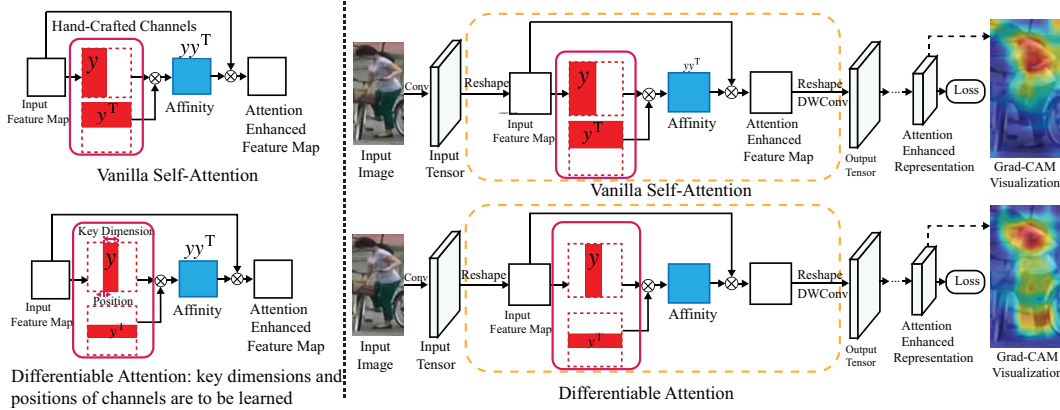 Hand-Crafted Channels
yyᵀ
y
yᵀ
Input
Feature Map
Affinity
Attention
Enhanced
Feature Map
Vanilla Self-Attention
Key Dimension
yyᵀ
y
Position
yᵀ
Input
Feature Map
Affinity
Attention
Enhanced
Feature Map
Differentiable Attention: key dimensions and
positions of channels are to be learned
Input
Image
Conv
Input
Tensor
Reshape
Input
Feature Map
y
yᵀ
yyᵀ
Affinity
Attention
Enhanced
Feature Map
Reshape
DWConv
Output
Tensor
Attention
Enhanced
Representation
Loss
Grad-CAM
Visualization
Vanilla Self-Attention
Input
Image
Conv
Input
Tensor
Reshape
Input
Feature Map
y
yᵀ
Affinity
Reshape
DWConv
Output
Tensor
Attention
Enhanced
Representation
Loss
Grad-CAM
Visualization
Differentiable Attention